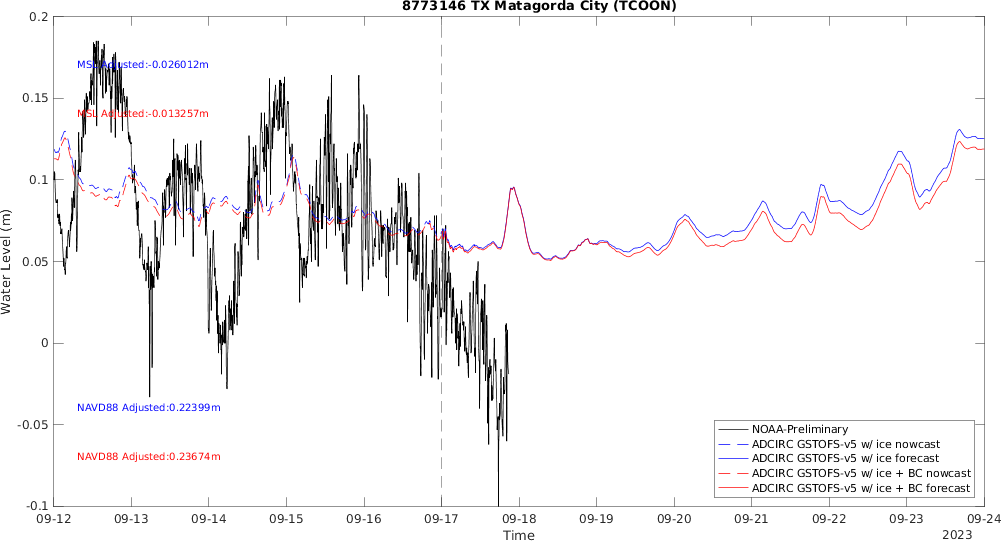 8773146 TX Matagorda City (TCOON)
0.2
0.15
0.1
0.05
0
-0.05
-0.1
Water Level (m)
MSL Adjusted:-0.026012m
MSL Adjusted:-0.013257m
NAVD88 Adjusted:0.22399m
NAVD88 Adjusted:0.23674m
NOAA-Preliminary
ADCIRC GSTOFS-v5 w/ ice nowcast
ADCIRC GSTOFS-v5 w/ ice forecast
ADCIRC GSTOFS-v5 w/ ice + BC nowcast
ADCIRC GSTOFS-v5 w/ ice + BC forecast
09-12 09-13 09-14 09-15 09-16 09-17 09-18 09-19 09-20 09-21 09-22 09-23 09-24
Time
2023